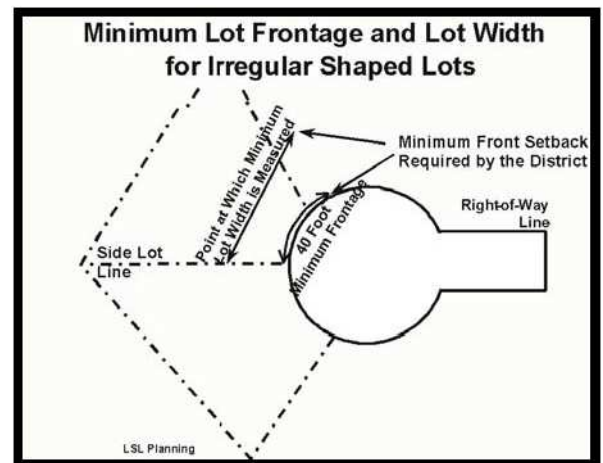 Minimum Lot Frontage and Lot Width
for Irregular Shaped Lots
Point at Which Minimum
Lot Width is Measured
Minimum Front Setback
Required by the District
40 Foot
Minimum Frontage
Right-of-Way
Line
Side Lot
Line
LSL Planning